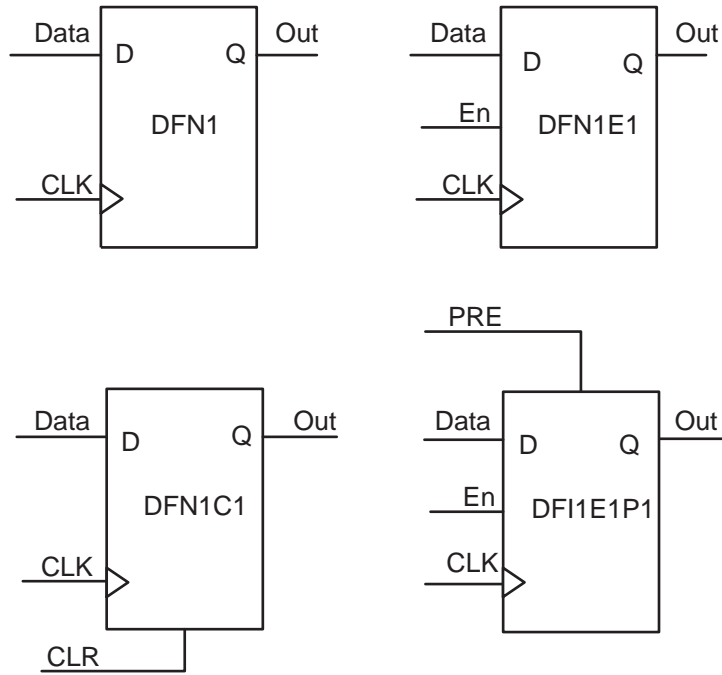 Data
D
Q
Out
DFN1
CLK
Data
D
Q
Out
En
DFN1E1
CLK
Data
D
Q
Out
DFN1C1
CLK
CLR
PRE
Data
D
Q
Out
En
DFI1E1P1
CLK